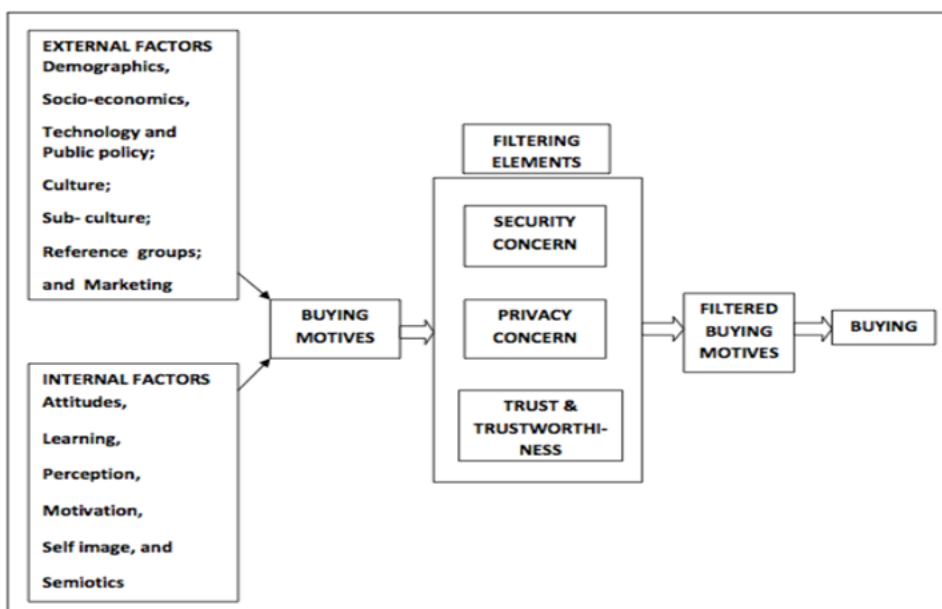 EXTERNAL FACTORS
Demographics,
Socio-economics,
Technology and
Public policy;
Culture;
Sub- culture;
Reference groups;
and Marketing
INTERNAL FACTORS
Attitudes,
Learning,
Perception,
Motivation,
Self image, and
Semiotics
BUYING
MOTIVES
FILTERING
ELEMENTS
SECURITY
CONCERN
PRIVACY
CONCERN
TRUST &
TRUSTWORTHI-
NESS
FILTERED
BUYING
MOTIVES
BUYING